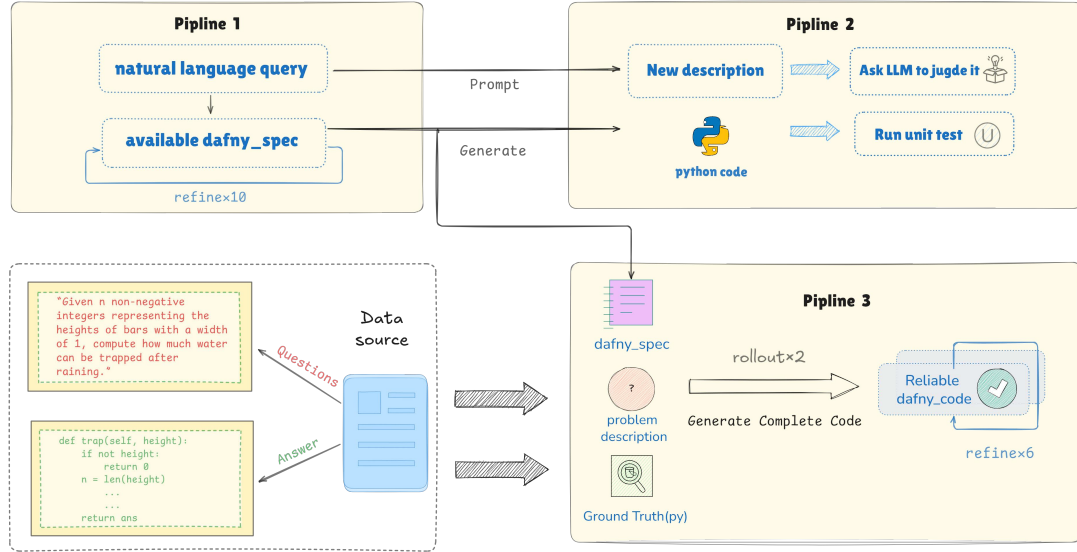 Pipline 1
natural language query
available dafny_spec
refine×10
Prompt
Generate
Pipline 2
New description
Ask LLM to jugde it
python code
Run unit test
U
"Given n non-negative
integers representing the
heights of bars with a width
of 1, compute how much water
can be trapped after
raining."
def trap(self, height):
if not height:
return 0
n = len(height)
...
...
return ans
Questions
Answer
Data
source
Pipline 3
dafny_spec
?
problem
description
Ground Truth(py)
rollout×2
Generate Complete Code
Reliable
dafny_code
refine×6